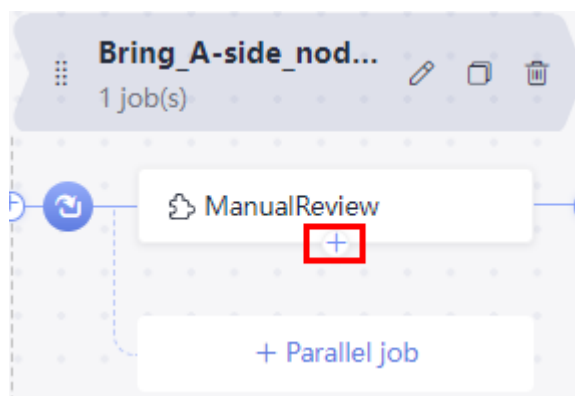 Bring_A-side_nod...
1 job(s)
ManualReview
+
+ Parallel job